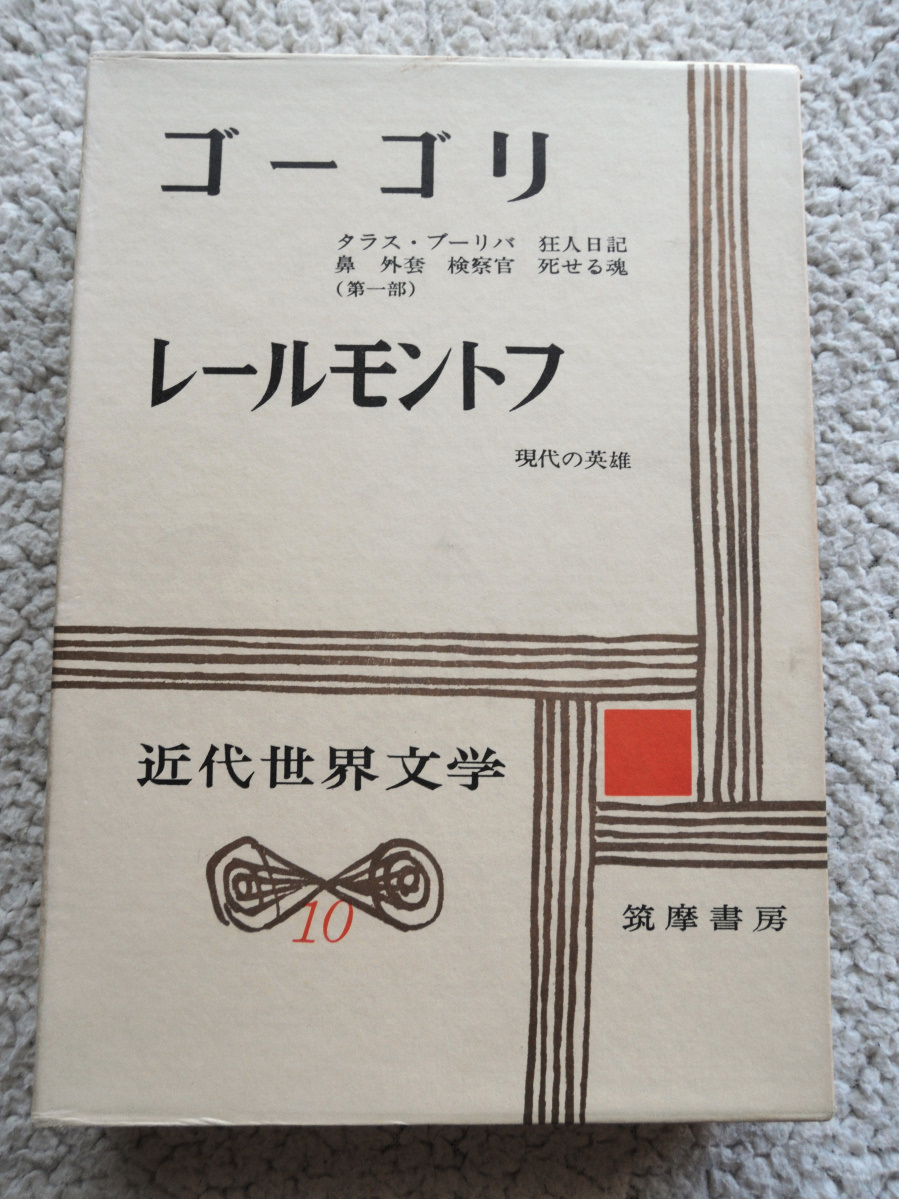 ゴーゴリ
タラス・ブーリバ　狂人日記
鼻　外套　検察官　死せる魂
（第一部）
レールモントフ
現代の英雄
近代世界文学
10
筑摩書房